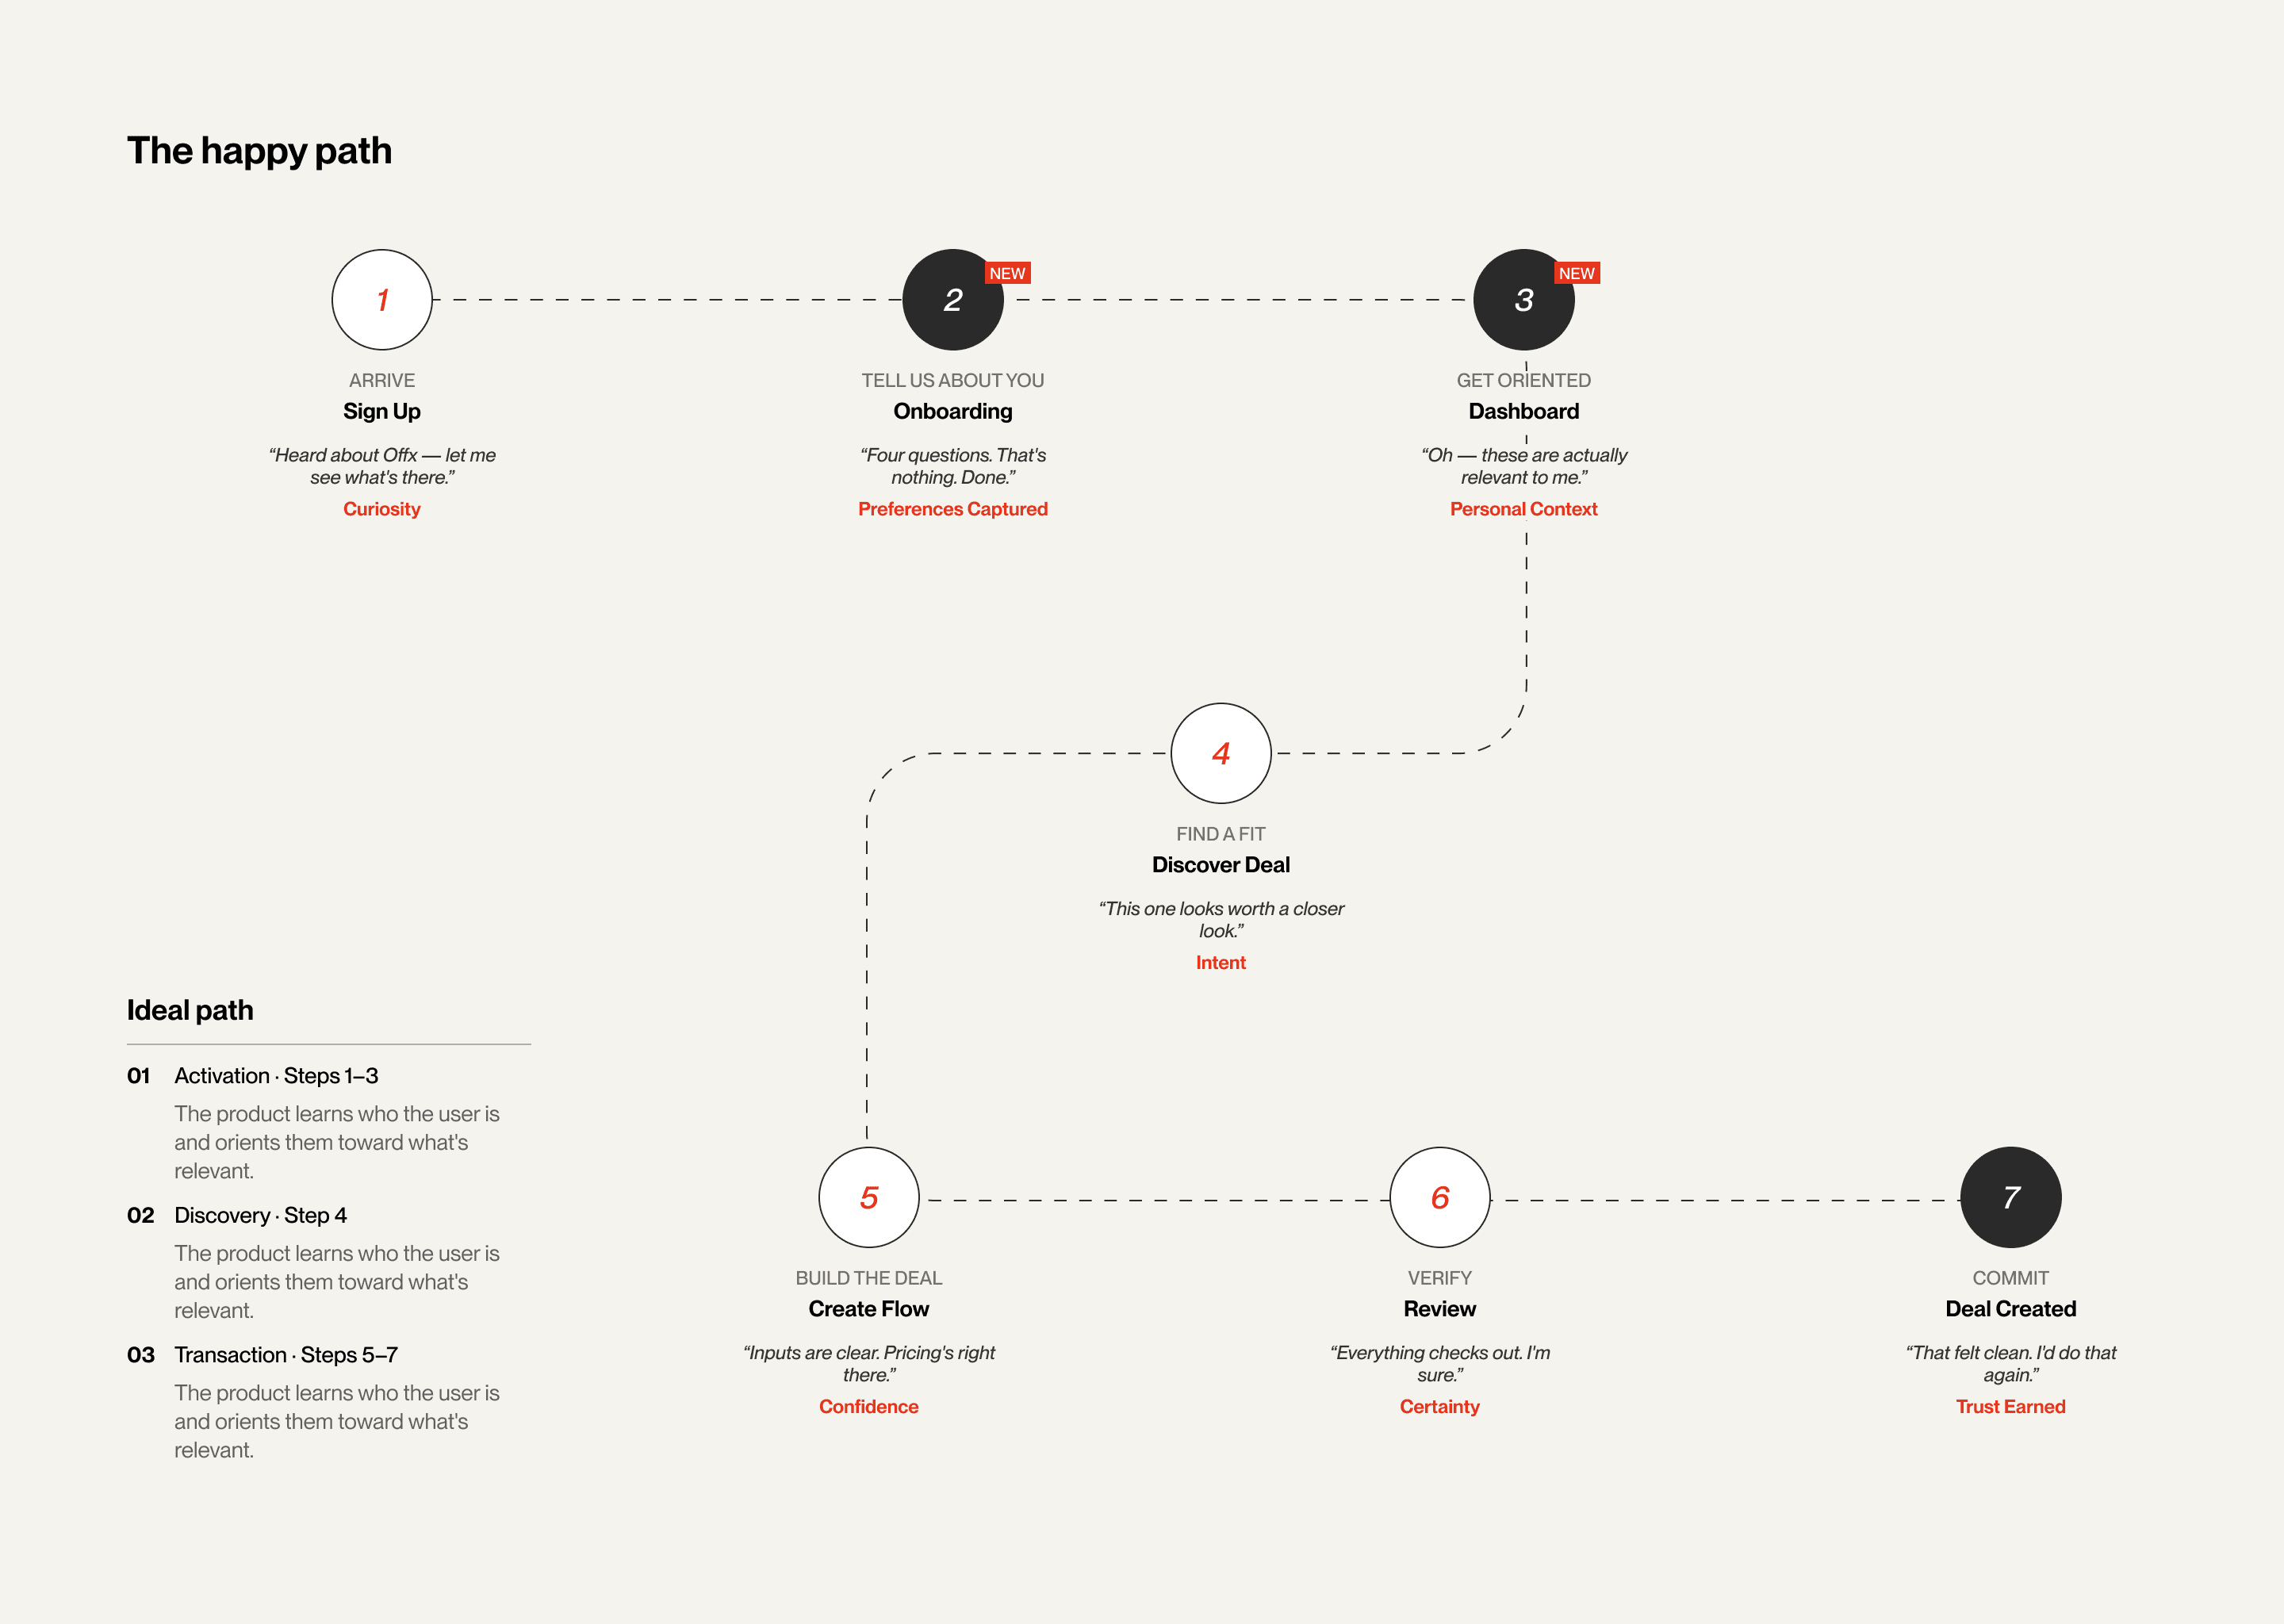 The happy path
1
2
NEW
3
NEW
ARRIVE
Sign Up
“Heard about Offx — let me
see what's there.”
Curiosity
TELL US ABOUT YOU
Onboarding
“Four questions. That's
nothing. Done.”
Preferences Captured
GET ORIENTED
Dashboard
“Oh — these are actually
relevant to me.”
Personal Context
4
FIND A FIT
Discover Deal
“This one looks worth a closer
look.”
Intent
Ideal path
01 Activation · Steps 1–3
The product learns who the user is
and orients them toward what's
relevant.
02 Discovery · Step 4
The product learns who the user is
and orients them toward what's
relevant.
03 Transaction · Steps 5–7
The product learns who the user is
and orients them toward what's
relevant.
5
BUILD THE DEAL
Create Flow
“Inputs are clear. Pricing's right
there.”
Confidence
6
VERIFY
Review
“Everything checks out. I'm
sure.”
Certainty
7
COMMIT
Deal Created
“That felt clean. I'd do that
again.”
Trust Earned